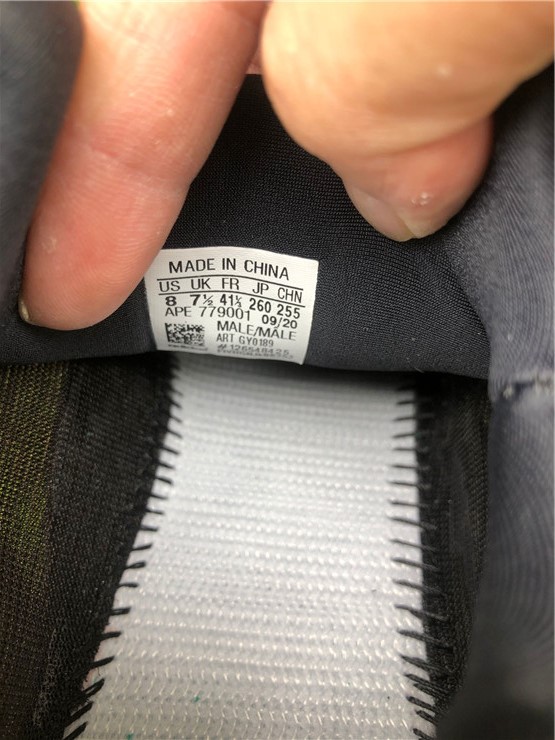 MADE IN CHINA
US UK FR JP CHN
8 7½ 41⅓ 260 255
APE 779001 09/20
MALE/MÂLE
ART GY0189